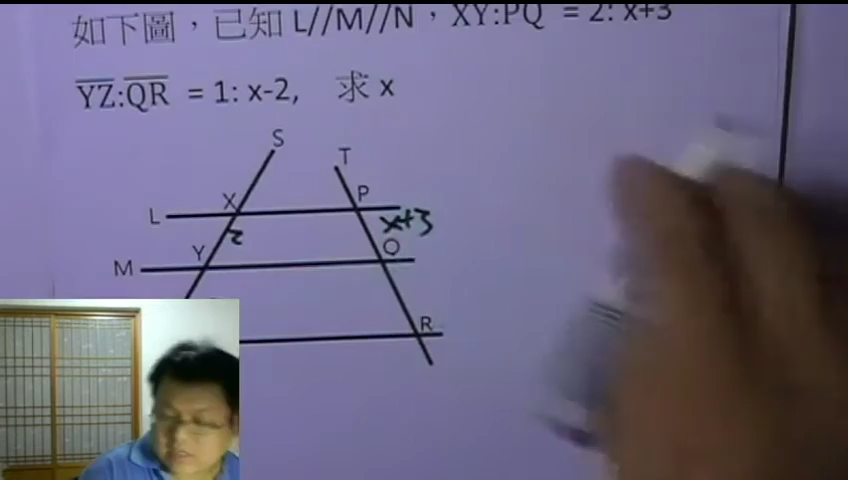 如下圖，已知 L//M//N，XY:PQ = 2: x+3
YZ:QR = 1: x-2, 求 x
S
T
X
P
L
x+3
2
Y
Q
M
R